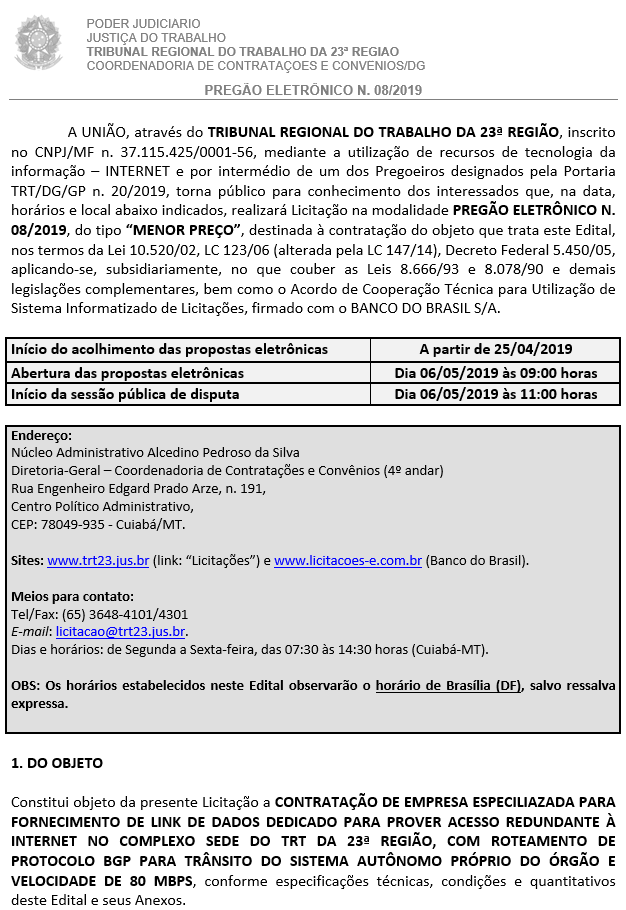 PODER JUDICIARIO
JUSTIÇA DO TRABALHO
TRIBUNAL REGIONAL DO TRABALHO DA 23ª REGIAO
COORDENADORIA DE CONTRATAÇOES E CONVENIOS/DG
PREGÃO ELETRÔNICO N. 08/2019
A UNIÃO, através do TRIBUNAL REGIONAL DO TRABALHO DA 23ª REGIÃO, inscrito
no CNPJ/MF n. 37.115.425/0001-56, mediante a utilização de recursos de tecnologia da
informação – INTERNET e por intermédio de um dos Pregoeiros designados pela Portaria
TRT/DG/GP n. 20/2019, torna público para conhecimento dos interessados que, na data,
horários e local abaixo indicados, realizará Licitação na modalidade PREGÃO ELETRÔNICO N.
08/2019, do tipo “MENOR PREÇO”, destinada à contratação do objeto que trata este Edital,
nos termos da Lei 10.520/02, LC 123/06 (alterada pela LC 147/14), Decreto Federal 5.450/05,
aplicando-se, subsidiariamente, no que couber as Leis 8.666/93 e 8.078/90 e demais
legislações complementares, bem como o Acordo de Cooperação Técnica para Utilização de
Sistema Informatizado de Licitações, firmado com o BANCO DO BRASIL S/A.
Início do acolhimento das propostas eletrônicas A partir de 25/04/2019
Abertura das propostas eletrônicas Dia 06/05/2019 às 09:00 horas
Início da sessão pública de disputa Dia 06/05/2019 às 11:00 horas
Endereço:
Núcleo Administrativo Alcedino Pedroso da Silva
Diretoria-Geral – Coordenadoria de Contratações e Convênios (4º andar)
Rua Engenheiro Edgard Prado Arze, n. 191,
Centro Político Administrativo,
CEP: 78049-935 - Cuiabá/MT.
Sites: www.trt23.jus.br (link: “Licitações”) e www.licitacoes-e.com.br (Banco do Brasil).
Meios para contato:
Tel/Fax: (65) 3648-4101/4301
E-mail: licitacao@trt23.jus.br.
Dias e horários: de Segunda a Sexta-feira, das 07:30 às 14:30 horas (Cuiabá-MT).
OBS: Os horários estabelecidos neste Edital observarão o horário de Brasília (DF), salvo ressalva
expressa.
1. DO OBJETO
Constitui objeto da presente Licitação a CONTRATAÇÃO DE EMPRESA ESPECILIAZADA PARA
FORNECIMENTO DE LINK DE DADOS DEDICADO PARA PROVER ACESSO REDUNDANTE À
INTERNET NO COMPLEXO SEDE DO TRT DA 23ª REGIÃO, COM ROTEAMENTO DE
PROTOCOLO BGP PARA TRÂNSITO DO SISTEMA AUTÔNOMO PRÓPRIO DO ÓRGÃO E
VELOCIDADE DE 80 MBPS, conforme especificações técnicas, condições e quantitativos
deste Edital e seus Anexos.